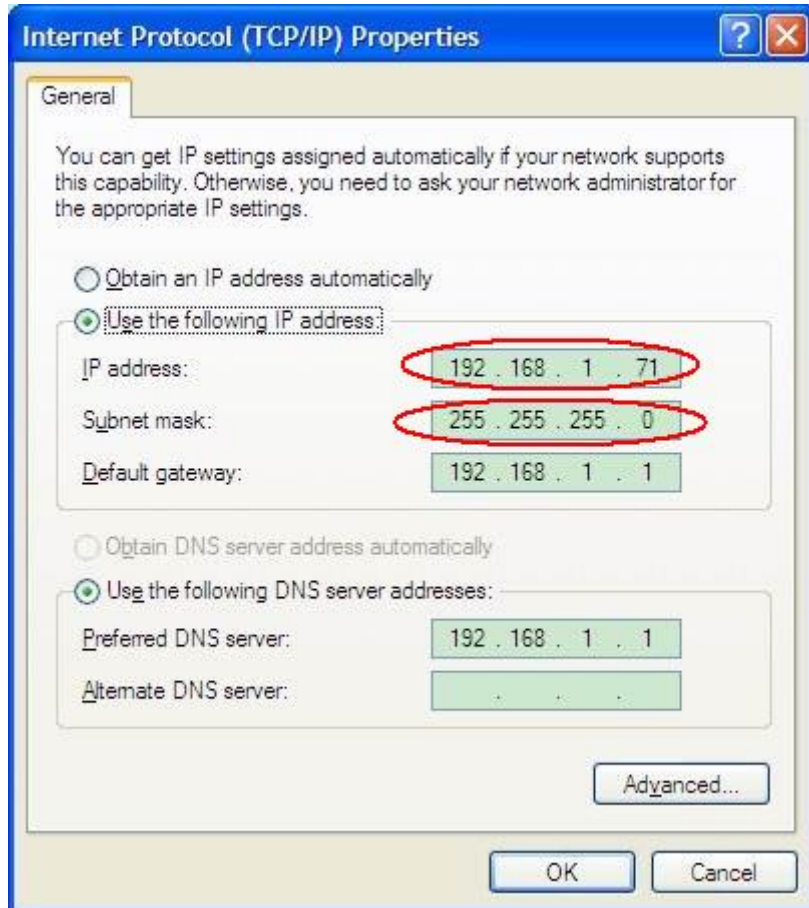 Internet Protocol (TCP/IP) Properties
General
You can get IP settings assigned automatically if your network supports
this capability. Otherwise, you need to ask your network administrator for
the appropriate IP settings.
Obtain an IP address automatically
Use the following IP address:
IP address: 192 . 168 . 1 . 71
Subnet mask: 255 . 255 . 255 . 0
Default gateway: 192 . 168 . 1 . 1
Obtain DNS server address automatically
Use the following DNS server addresses:
Preferred DNS server: 192 . 168 . 1 . 1
Alternate DNS server: . . .
Advanced...
OK Cancel